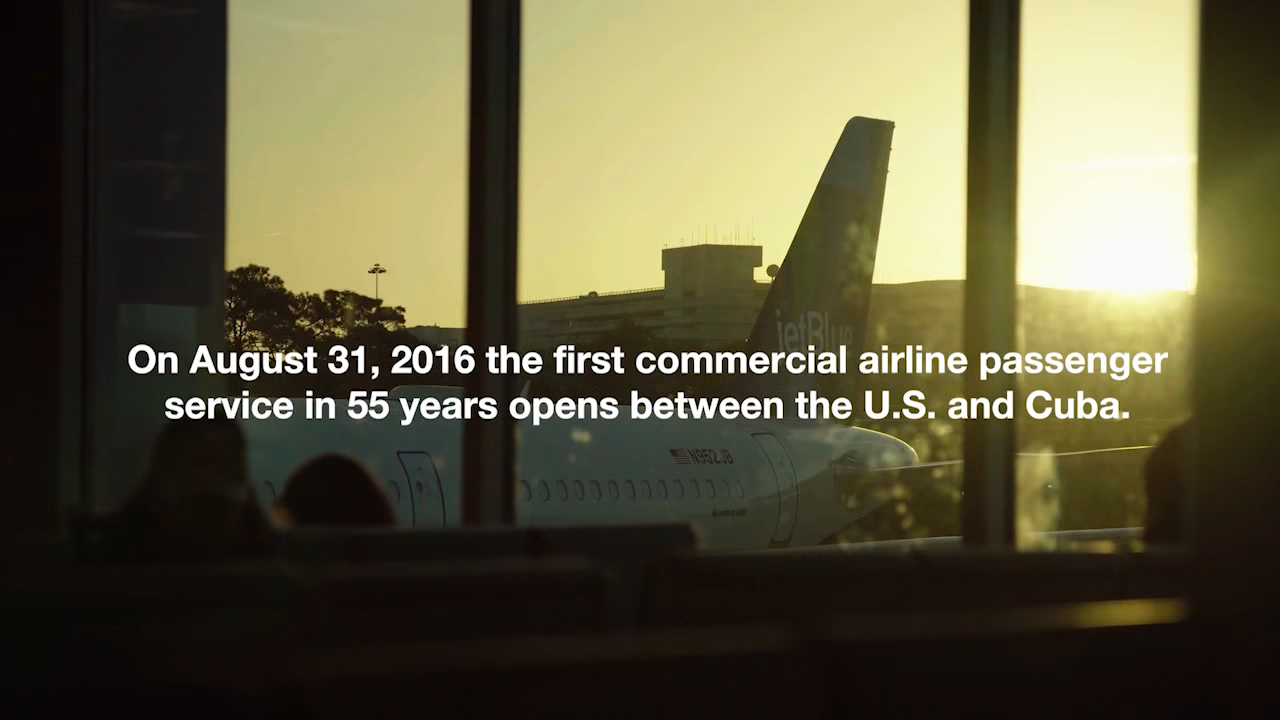 jetBlue
On August 31, 2016 the first commercial airline passenger
service in 55 years opens between the U.S. and Cuba.
N952JB